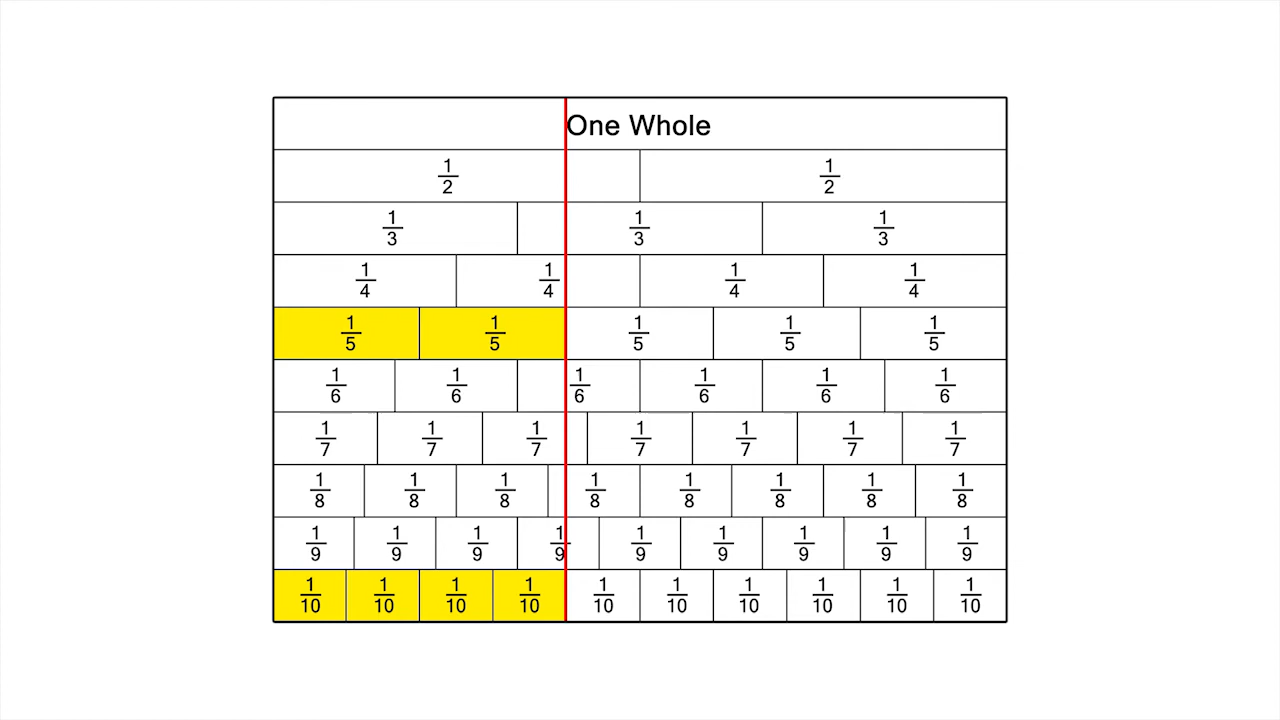 One Whole
1/2 1/2
1/3 1/3 1/3
1/4 1/4 1/4 1/4
1/5 1/5 1/5 1/5 1/5
1/6 1/6 1/6 1/6 1/6 1/6
1/7 1/7 1/7 1/7 1/7 1/7 1/7
1/8 1/8 1/8 1/8 1/8 1/8 1/8 1/8
1/9 1/9 1/9 1/9 1/9 1/9 1/9 1/9 1/9
1/10 1/10 1/10 1/10 1/10 1/10 1/10 1/10 1/10 1/10